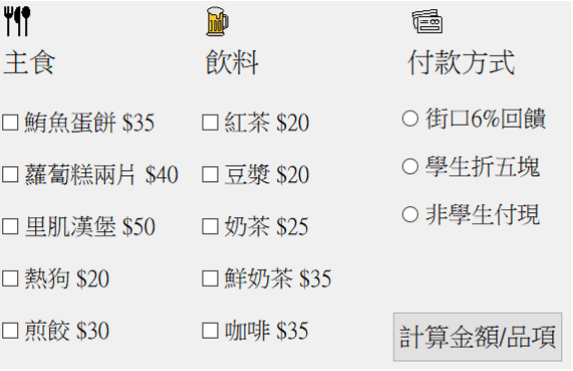 主食
鮪魚蛋餅 $35
蘿蔔糕兩片 $40
里肌漢堡 $50
熱狗 $20
煎餃 $30
飲料
紅茶 $20
豆漿 $20
奶茶 $25
鮮奶茶 $35
咖啡 $35
付款方式
街口6%回饋
學生折五塊
非學生付現
計算金額/品項